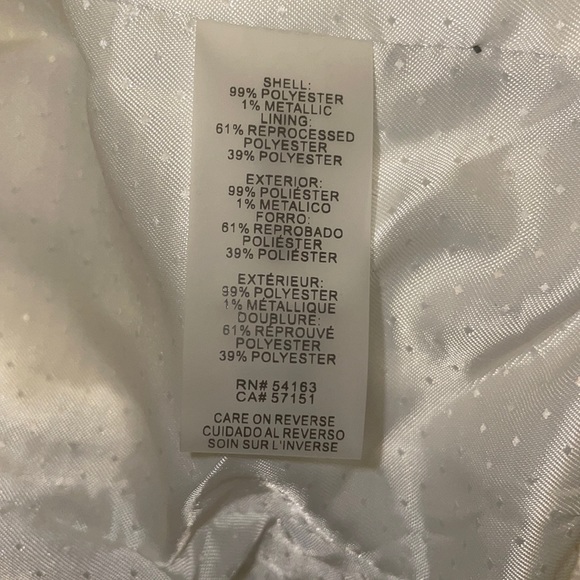 SHELL:
99% POLYESTER
1% METALLIC
LINING:
61% REPROCESSED
POLYESTER
39% POLYESTER
EXTERIOR:
99% POLIÉSTER
1% METALICO
FORRO:
61% REPROBADO
POLIÉSTER
39% POLIÉSTER
EXTÉRIEUR:
99% POLYESTER
1% MÉTALLIQUE
DOUBLURE:
61% RÉPROUVÉ
POLYESTER
39% POLYESTER
RN# 54163
CA# 57151
CARE ON REVERSE
CUIDADO AL REVERSO
SOIN SUR L'INVERSE